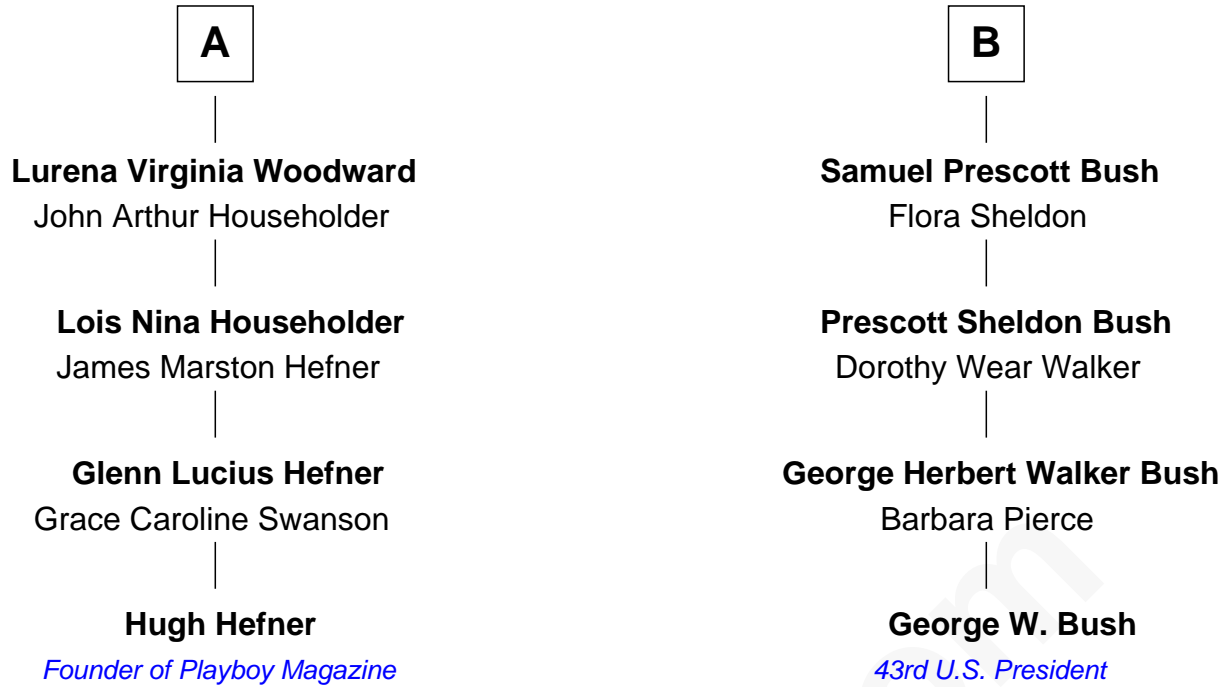 A
B
Lurena Virginia Woodward
John Arthur Householder
Samuel Prescott Bush
Flora Sheldon
Lois Nina Householder
James Marston Hefner
Prescott Sheldon Bush
Dorothy Wear Walker
Glenn Lucius Hefner
Grace Caroline Swanson
George Herbert Walker Bush
Barbara Pierce
Hugh Hefner
Founder of Playboy Magazine
George W. Bush
43rd U.S. President